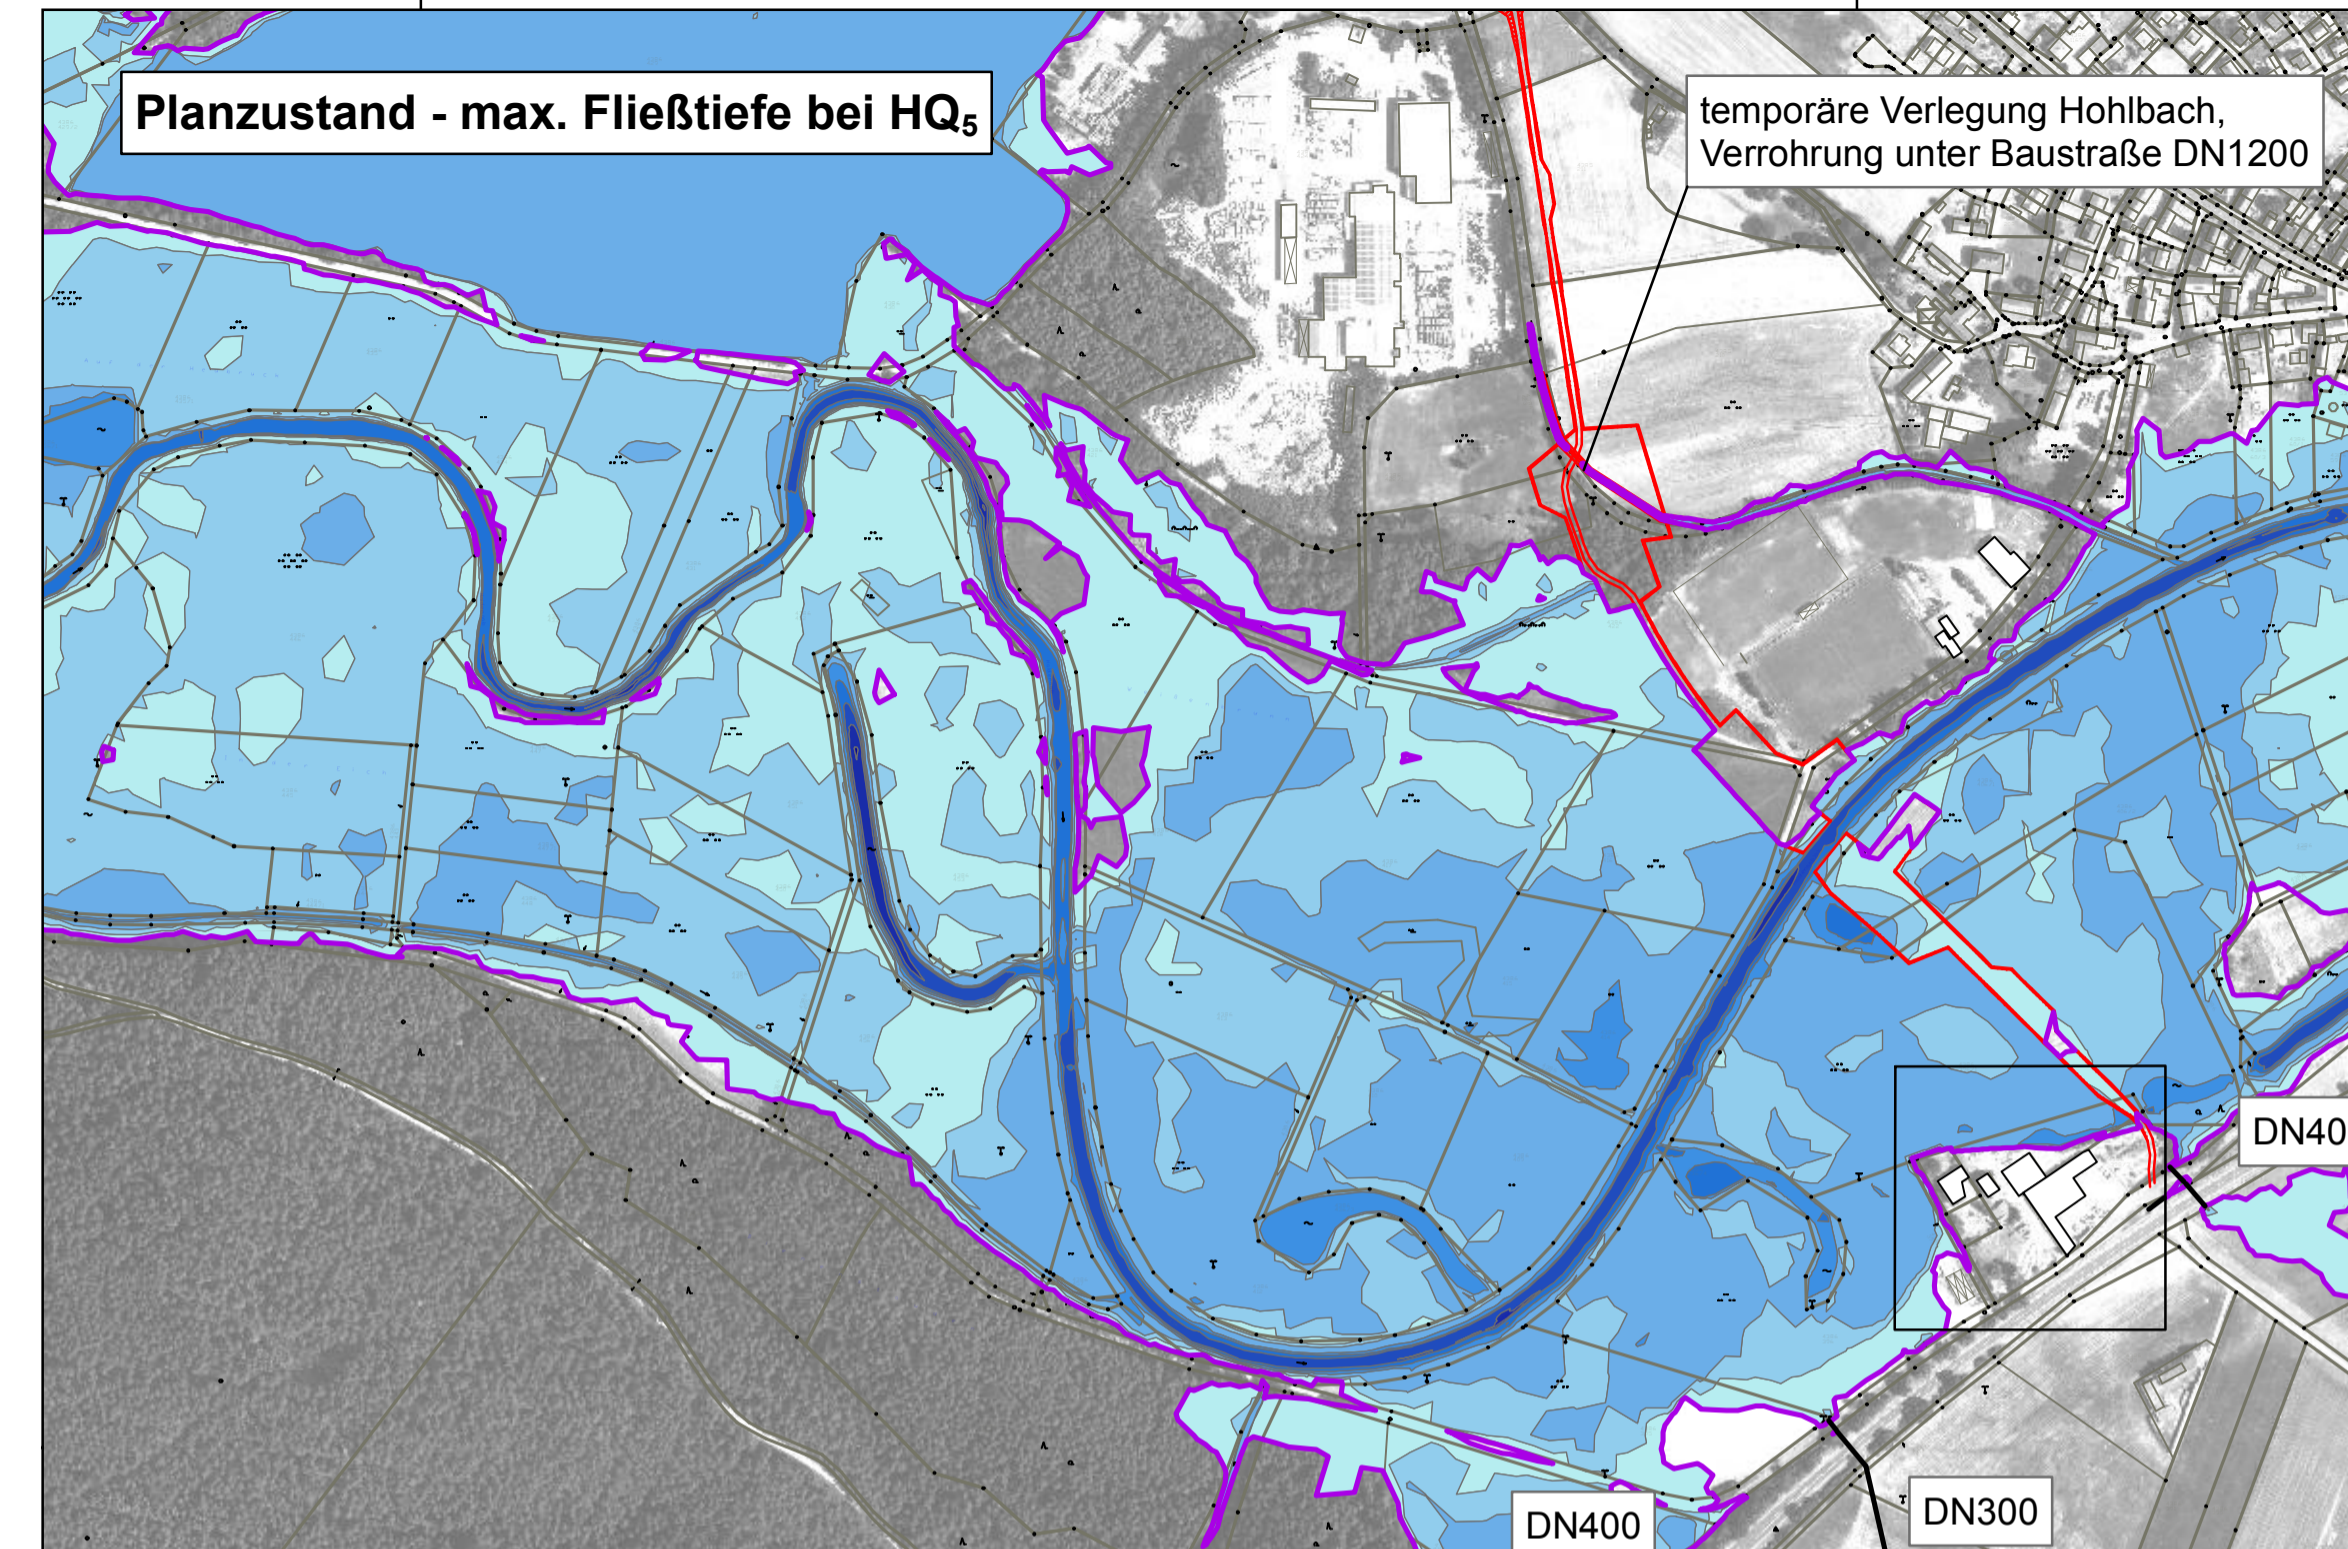 Planzustand - max. Fließtiefe bei HQ5
temporäre Verlegung Hohlbach,
Verrohrung unter Baustraße DN1200
DN40
DN400
DN300